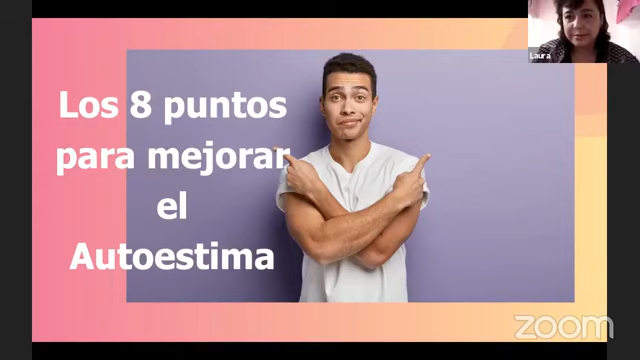 Laura
Los 8 puntos
para mejorar
el
Autoestima
zoom